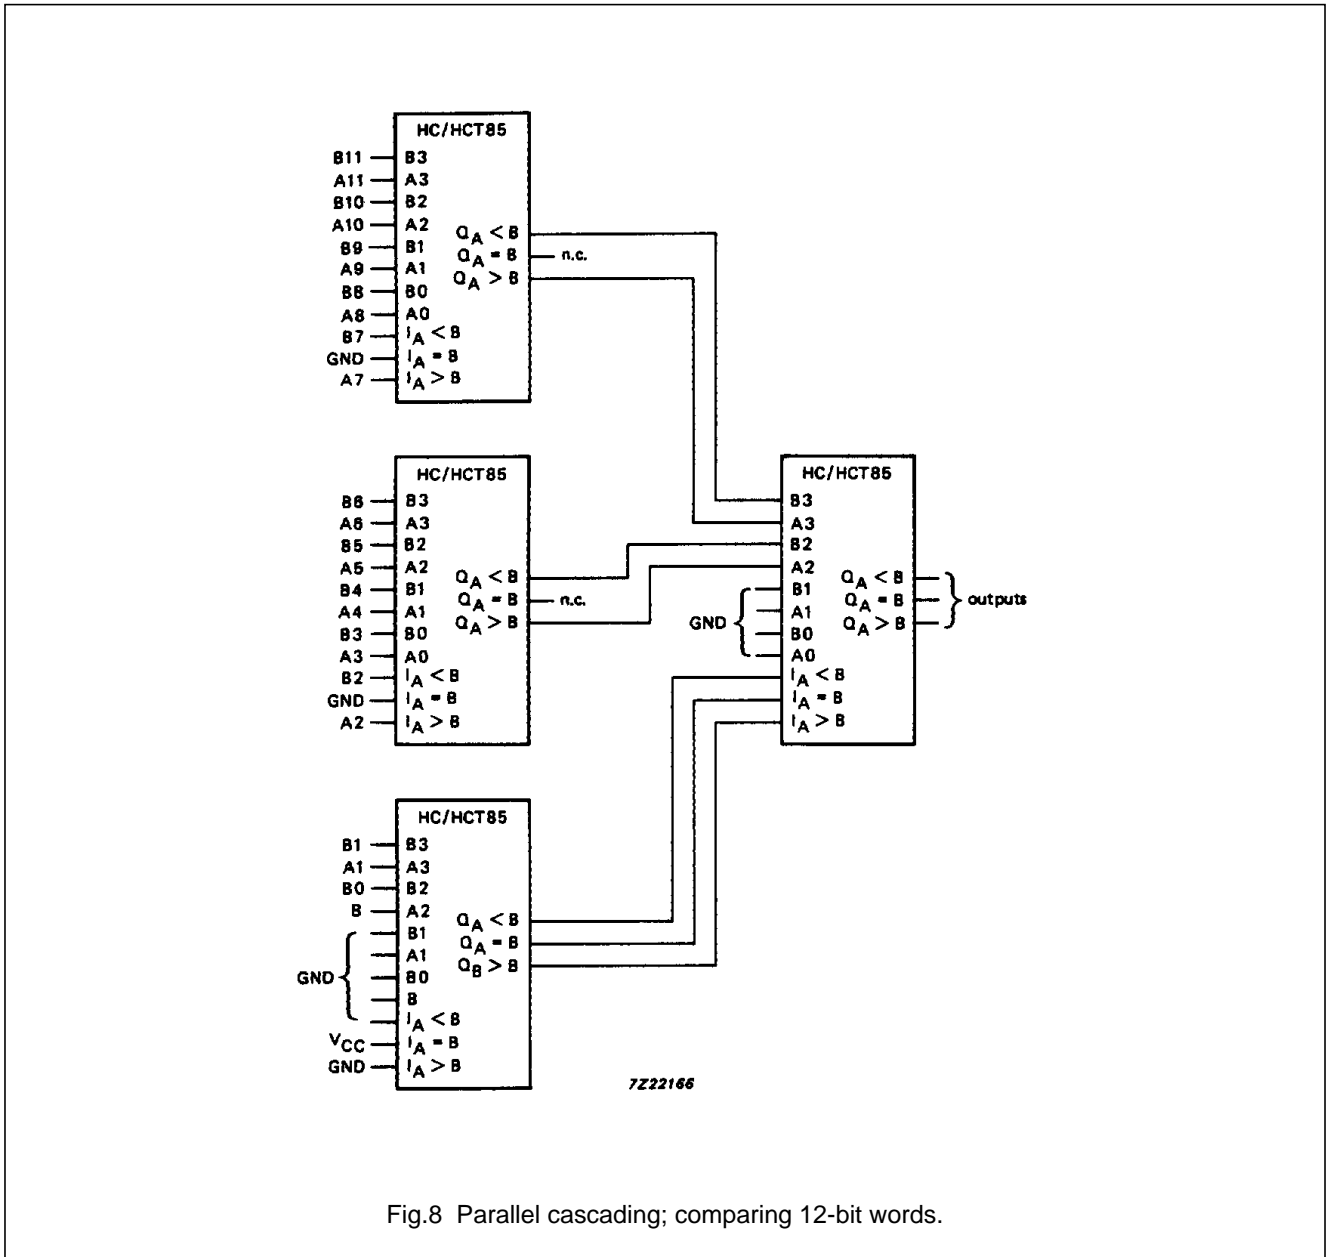 HC/HCT85
B11 B3
A11 A3
B10 B2
A10 A2
B9 B1
A9 A1
B8 B0
A8 A0
B7 IA < B
GND IA = B
A7 IA > B
QA < B
QA = B n.c.
QA > B
HC/HCT85
B6 B3
A6 A3
B5 B2
A5 A2
B4 B1
A4 A1
B3 B0
A3 A0
B2 IA < B
GND IA = B
A2 IA > B
QA < B
QA = B n.c.
QA > B
HC/HCT85
B3
A3
B2
A2
B1
A1
GND
B0
A0
IA < B
IA = B
IA > B
QA < B
QA = B outputs
QA > B
HC/HCT85
B1 B3
A1 A3
B0 B2
B A2
B1
A1
GND B0
B
IA < B
VCC IA = B
GND IA > B
QA < B
QA = B
QB > B
7Z22166
Fig.8 Parallel cascading; comparing 12-bit words.